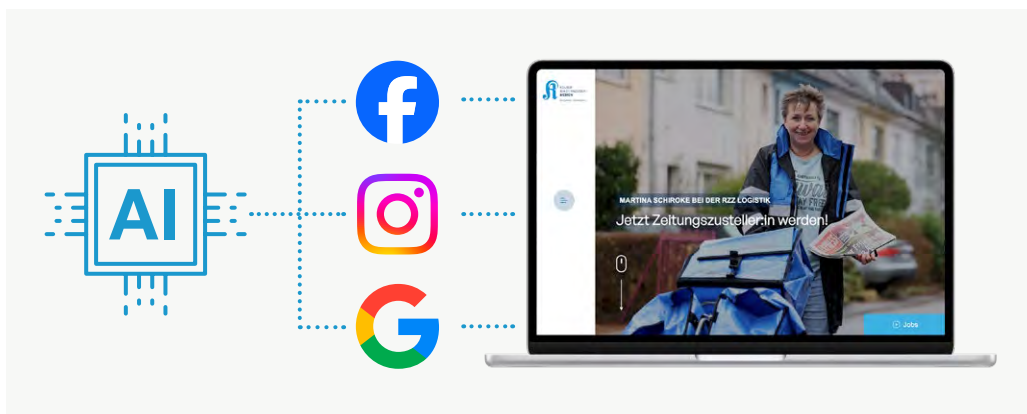 AI
MARTINA SCHIROKE BEI DER RZZ LOGISTIK
Jetzt Zeitungszusteller:in werden!
Jobs